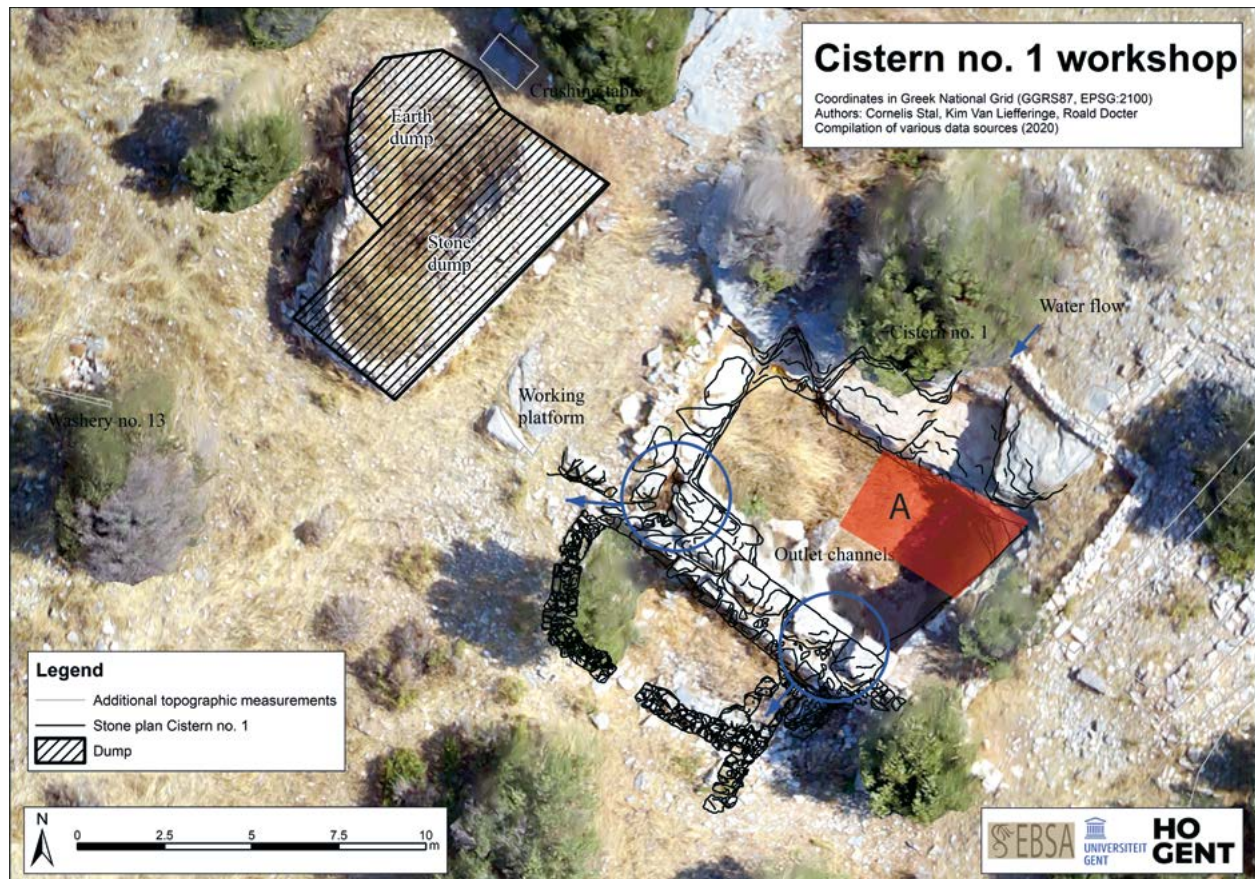 Cistern no. 1 workshop
Coordinates in Greek National Grid (GGRS87, EPSG:2100)
Authors: Cornelis Stal, Kim Van Liefferinge, Roald Docter
Compilation of various data sources (2020)
Crushing table
Earth
dump
Stone
dump
Water flow
Cistern no. 1
Working
platform
Washery no. 13
A
Outlet channels
Legend
Additional topographic measurements
Stone plan Cistern no. 1
Dump
N
0 2.5 5 7.5 10
m
EBSA
UNIVERSITEIT
GENT
HO
GENT